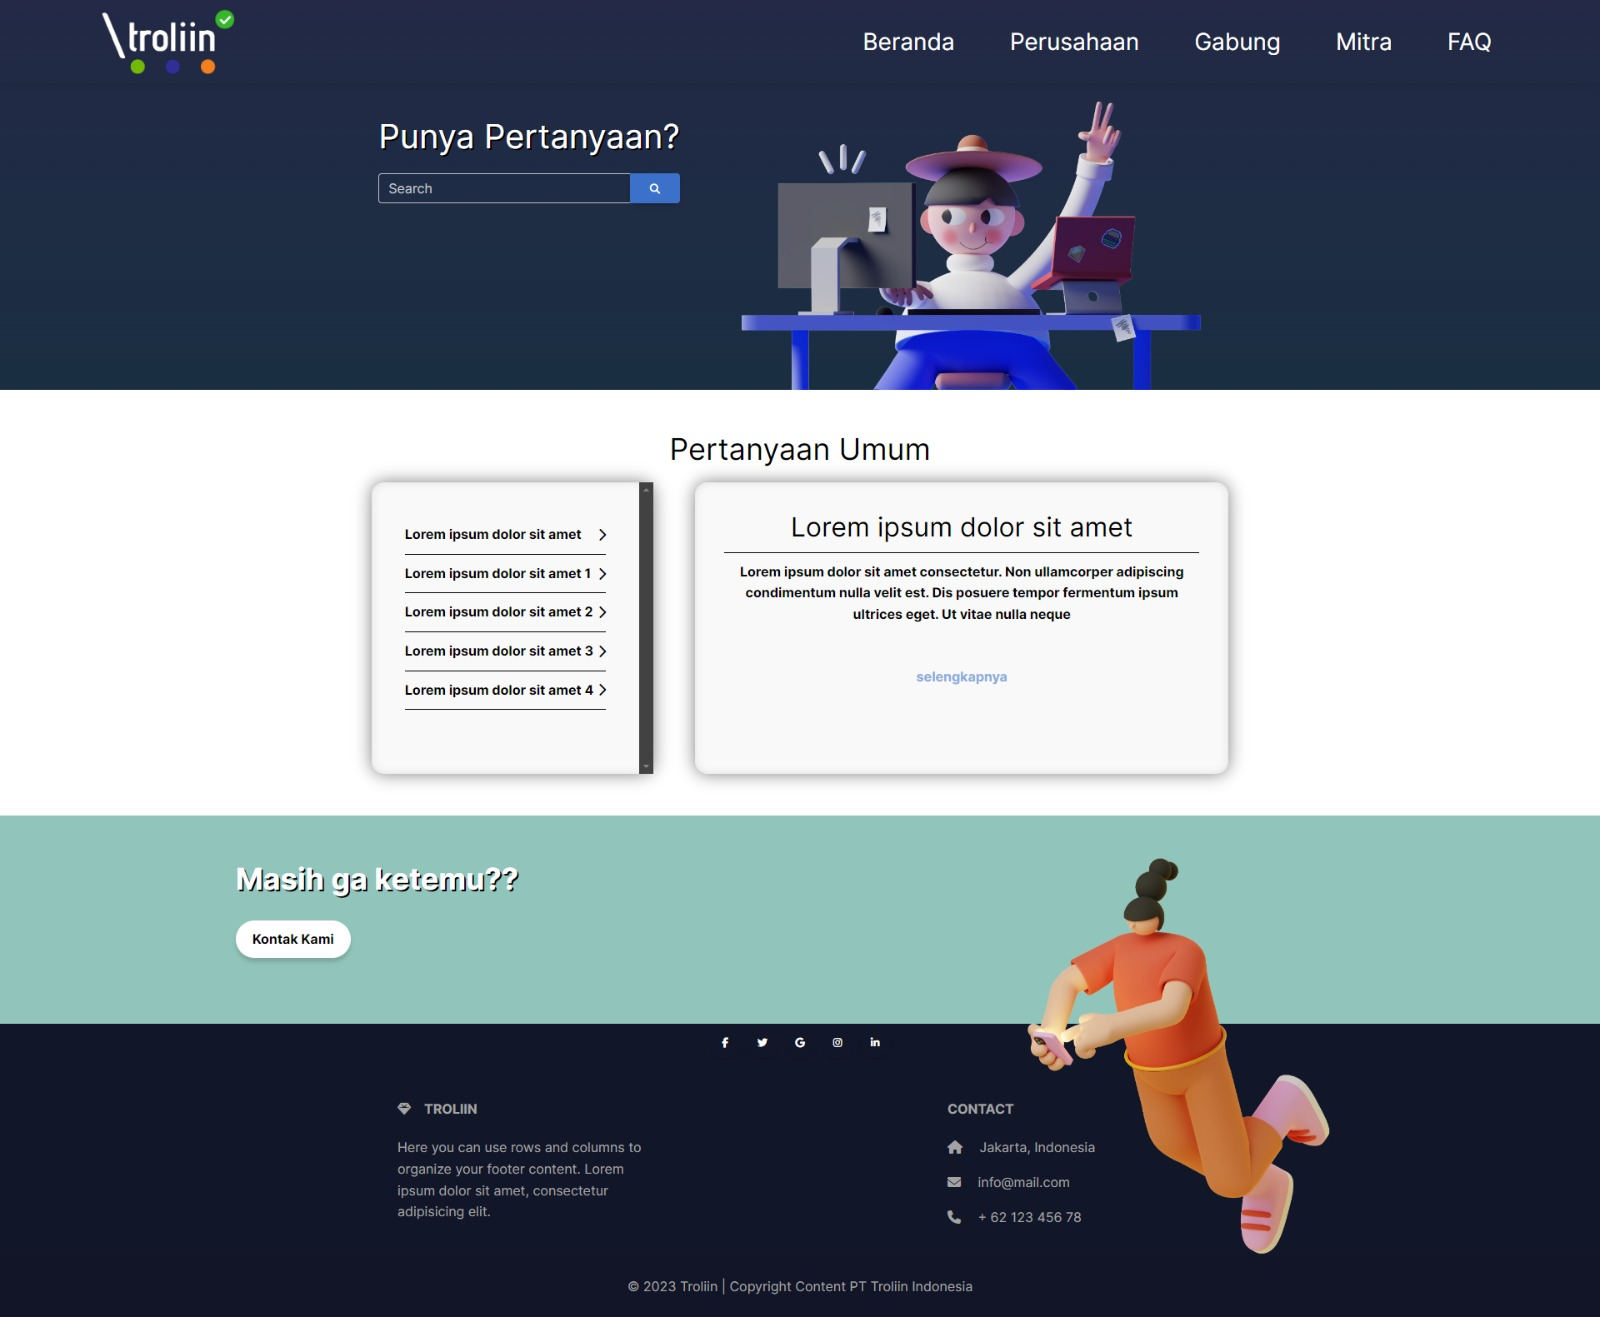 troliin
Beranda
Perusahaan
Gabung
Mitra
FAQ
Punya Pertanyaan?
Search
Pertanyaan Umum
Lorem ipsum dolor sit amet
Lorem ipsum dolor sit amet 1
Lorem ipsum dolor sit amet 2
Lorem ipsum dolor sit amet 3
Lorem ipsum dolor sit amet 4
Lorem ipsum dolor sit amet
Lorem ipsum dolor sit amet consectetur. Non ullamcorper adipiscing
condimentum nulla velit est. Dis posuere tempor fermentum ipsum
ultrices eget. Ut vitae nulla neque
selengkapnya
Masih ga ketemu??
Kontak Kami
TROLIIN
Here you can use rows and columns to
organize your footer content. Lorem
ipsum dolor sit amet, consectetur
adipisicing elit.
CONTACT
Jakarta, Indonesia
info@mail.com
+ 62 123 456 78
© 2023 Troliin | Copyright Content PT Troliin Indonesia